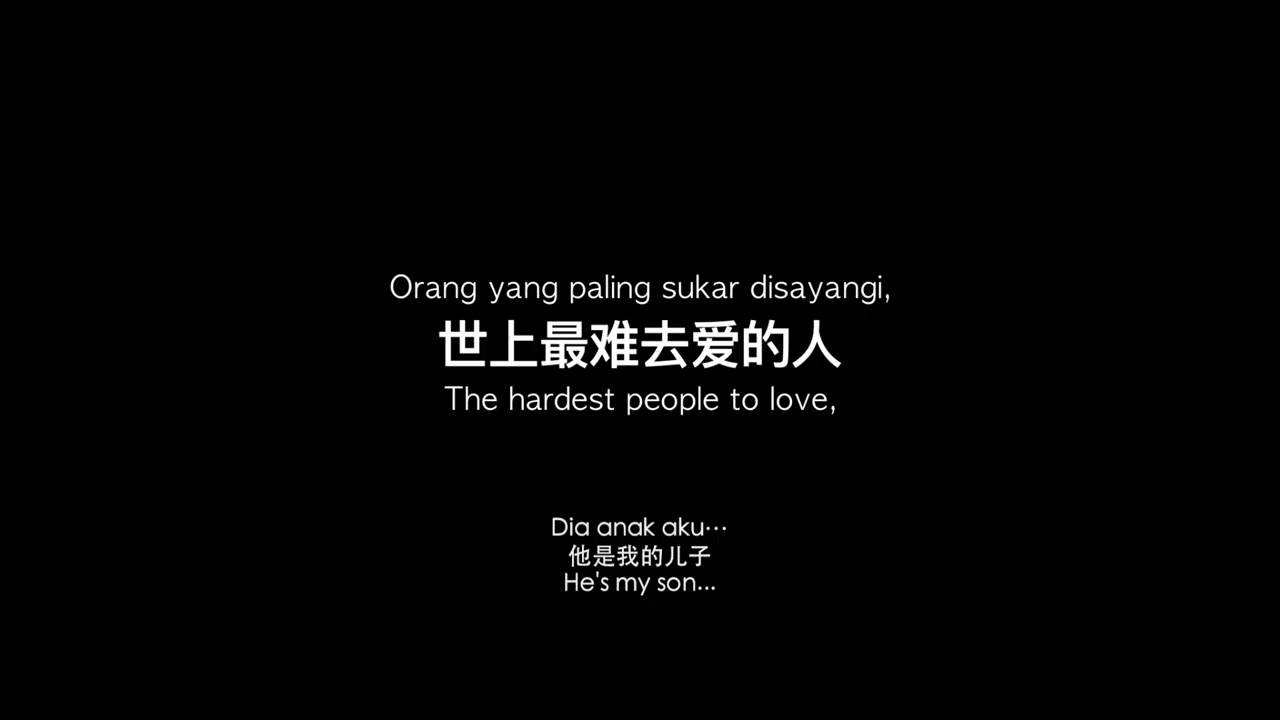 Orang yang paling sukar disayangi,
世上最难去爱的人
The hardest people to love,
Dia anak aku…
他是我的儿子
He's my son...